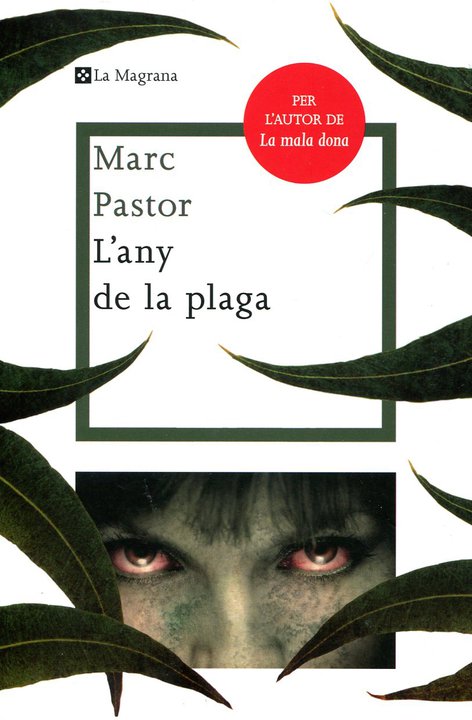 La Magrana
PER
L'AUTOR DE
La mala dona
Marc
Pastor
L'any
de la plaga